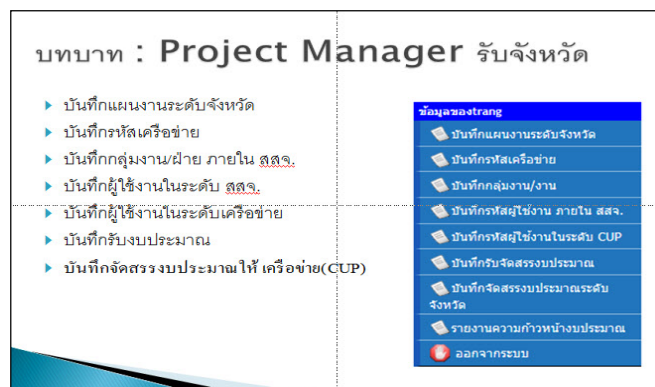 บทบาท : Project Manager รับจังหวัด
บันทึกแผนงานระดับจังหวัด
บันทึกรหัสเครือข่าย
บันทึกกลุ่มงาน/ฝ่าย ภายใน สสจ.
บันทึกผู้ใช้งานในระดับ สสจ.
บันทึกผู้ใช้งานในระดับเครือข่าย
บันทึกรับงบประมาณ
บันทึกจัดสรรงบประมาณให้ เครือข่าย(CUP)
ข้อมูลของtrang
บันทึกแผนงานระดับจังหวัด
บันทึกรหัสเครือข่าย
บันทึกกลุ่มงาน/งาน
บันทึกรหัสผู้ใช้งาน ภายใน สสจ.
บันทึกรหัสผู้ใช้งานในระดับ CUP
บันทึกรับจัดสรรงบประมาณ
บันทึกจัดสรรงบประมาณระดับ
จังหวัด
รายงานความก้าวหน้างบประมาณ
ออกจากระบบ